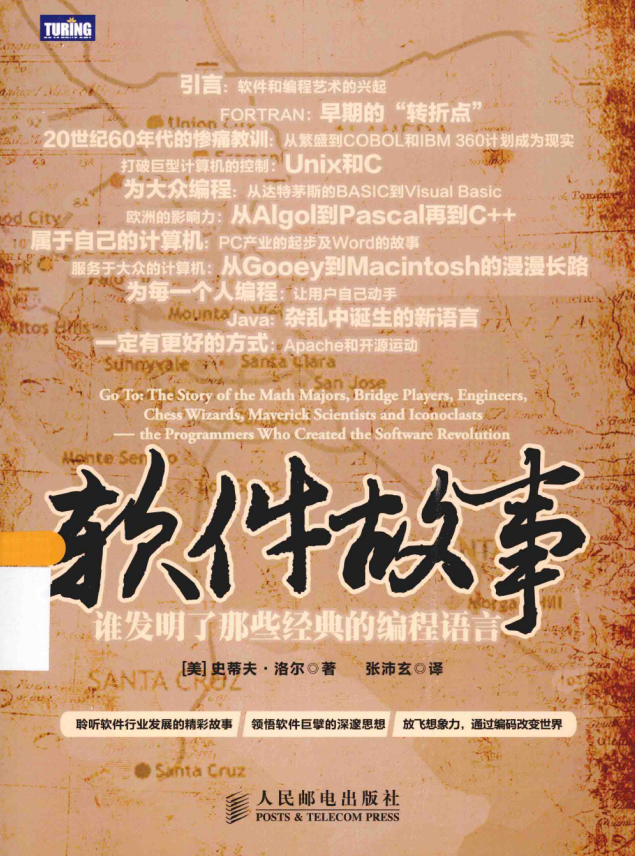 TURING
引言：软件和编程艺术的兴起
FORTRAN：早期的“转折点”
20世纪60年代的惨痛教训：从繁盛到COBOL和IBM 360计划成为现实
打破巨型计算机的控制：Unix和C
为大众编程：从达特茅斯的BASIC到Visual Basic
欧洲的影响力：从Algol到Pascal再到C++
属于自己的计算机：PC产业的起步及Word的故事
服务于大众的计算机：从Gooey到Macintosh的漫漫长路
为每一个人编程：让用户自己动手
Java：杂乱中诞生的新语言
一定有更好的方式：Apache和开源运动
Union City
Altos Hills
Sunnyvale
Santa Clara
San Jose
Go To: The Story of the Math Majors, Bridge Players, Engineers,
Chess Wizards, Maverick Scientists and Iconoclasts
— the Programmers Who Created the Software Revolution
软件故事
谁发明了那些经典的编程语言
[美] 史蒂夫·洛尔◎著 张沛玄◎译
SANTA CRUZ
聆听软件行业发展的精彩故事 领悟软件巨擘的深邃思想 放飞想象力，通过编码改变世界
Santa Cruz
人民邮电出版社
POSTS & TELECOM PRESS